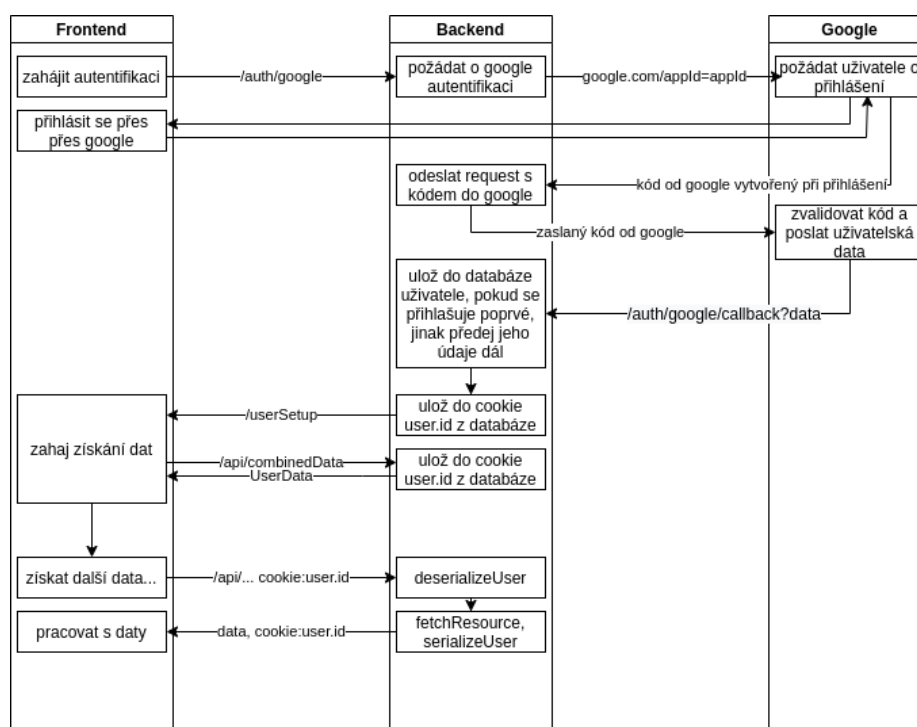 Frontend
Backend
Google
zahájit autentifikaci
/auth/google
požádat o google
autentifikaci
google.com/appId=appId
požádat uživatele o
přihlášení
přihlásit se přes
přes google
odeslat request s
kódem do google
kód od google vytvořený při přihlášení
zaslaný kód od google
zvalidovat kód a
poslat uživatelská
data
ulož do databáze
uživatele, pokud se
přihlašuje poprvé,
jinak předej jeho
údaje dál
/auth/google/callback?data
zahaj získání dat
/userSetup
ulož do cookie
user.id z databáze
/api/combinedData
UserData
ulož do cookie
user.id z databáze
získat další data...
/api/... cookie:user.id
deserializeUser
pracovat s daty
data, cookie:user.id
fetchResource,
serializeUser